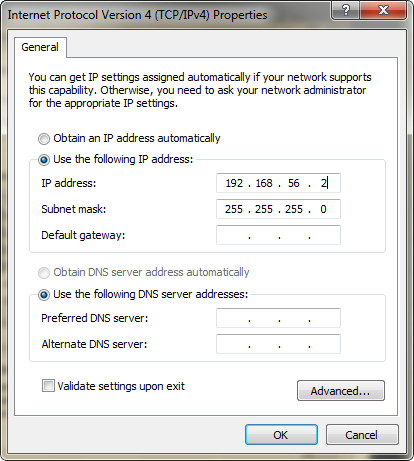 Internet Protocol Version 4 (TCP/IPv4) Properties
General
You can get IP settings assigned automatically if your network supports
this capability. Otherwise, you need to ask your network administrator
for the appropriate IP settings.
Obtain an IP address automatically
Use the following IP address:
IP address: 192 . 168 . 56 . 2
Subnet mask: 255 . 255 . 255 . 0
Default gateway: . . .
Obtain DNS server address automatically
Use the following DNS server addresses:
Preferred DNS server: . . .
Alternate DNS server: . . .
Validate settings upon exit
Advanced...
OK Cancel